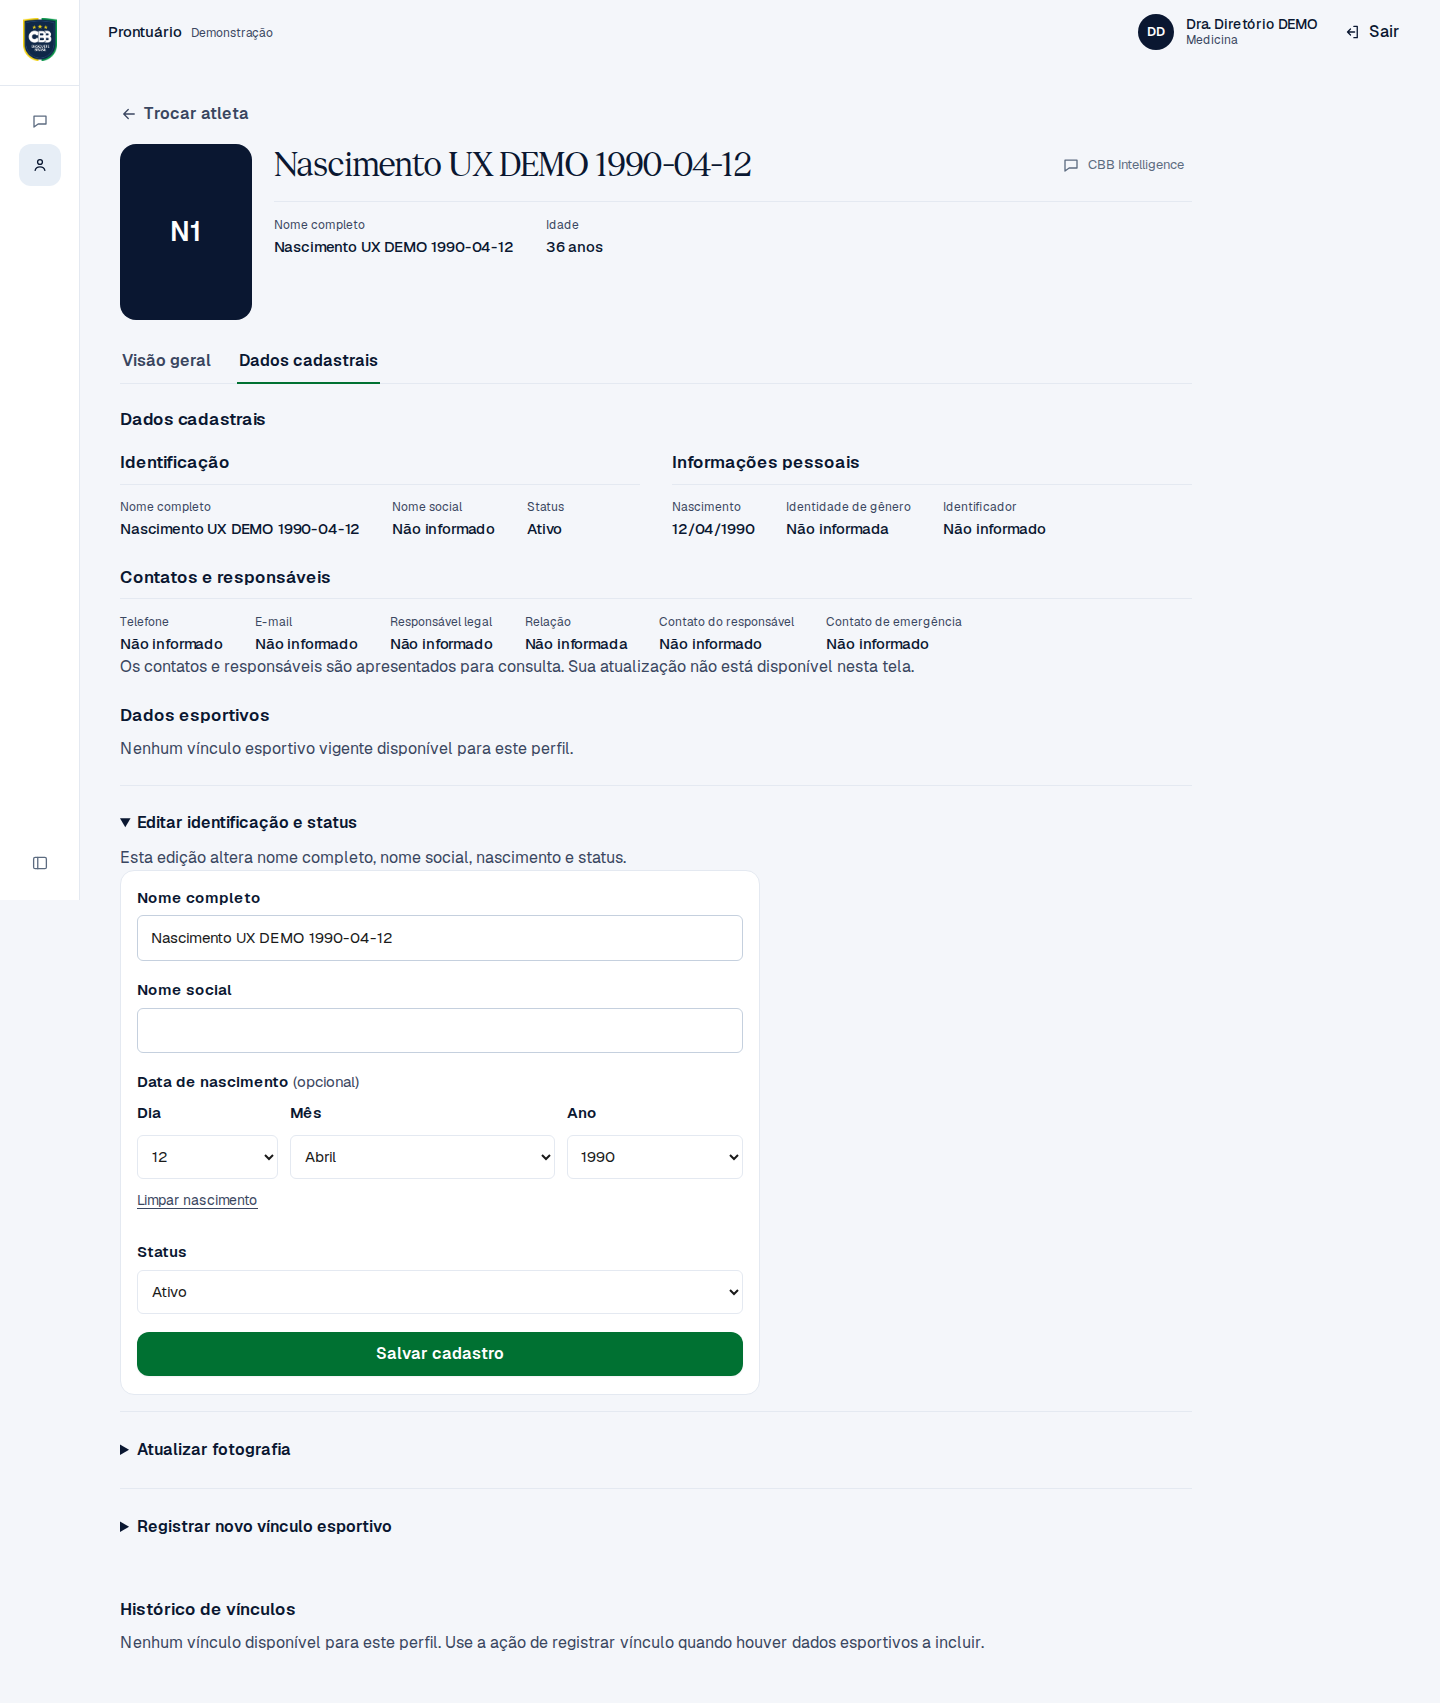 CBB
Prontuário Demonstração
DD
Dra. Diretório DEMO
Medicina
Sair
Trocar atleta
N1
Nascimento UX DEMO 1990-04-12
CBB Intelligence
Nome completo Idade
Nascimento UX DEMO 1990-04-12 36 anos
Visão geral Dados cadastrais
Dados cadastrais
Identificação
Nome completo Nome social Status
Nascimento UX DEMO 1990-04-12 Não informado Ativo
Informações pessoais
Nascimento Identidade de gênero Identificador
12/04/1990 Não informada Não informado
Contatos e responsáveis
Telefone E-mail Responsável legal Relação Contato do responsável Contato de emergência
Não informado Não informado Não informado Não informada Não informado Não informado
Os contatos e responsáveis são apresentados para consulta. Sua atualização não está disponível nesta tela.
Dados esportivos
Nenhum vínculo esportivo vigente disponível para este perfil.
Editar identificação e status
Esta edição altera nome completo, nome social, nascimento e status.
Nome completo
Nascimento UX DEMO 1990-04-12
Nome social
Data de nascimento (opcional)
Dia Mês Ano
12 Abril 1990
Limpar nascimento
Status
Ativo
Salvar cadastro
Atualizar fotografia
Registrar novo vínculo esportivo
Histórico de vínculos
Nenhum vínculo disponível para este perfil. Use a ação de registrar vínculo quando houver dados esportivos a incluir.